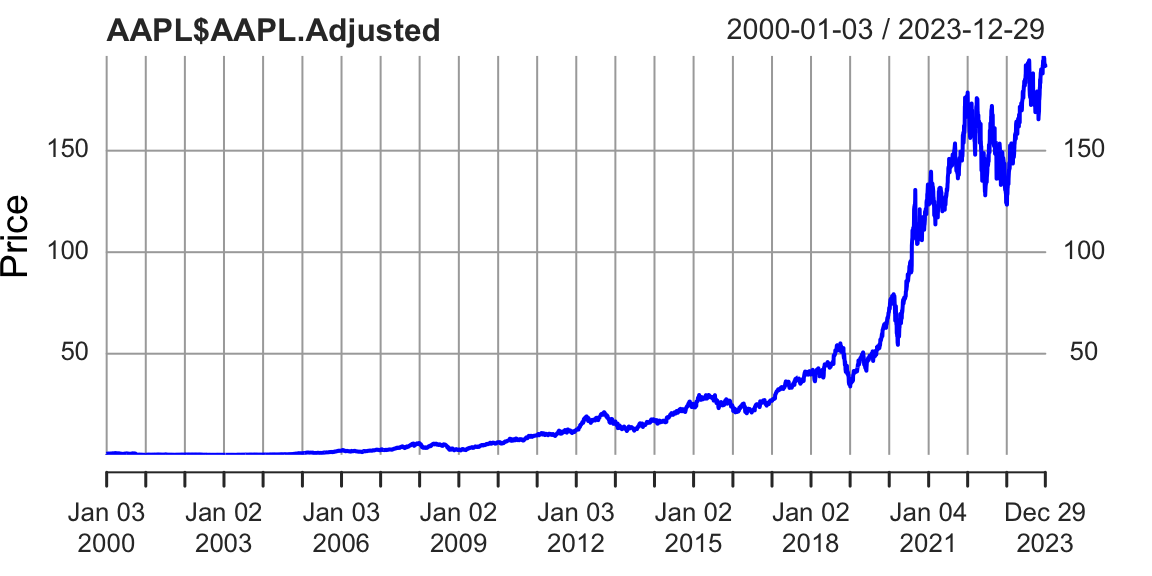 AAPL$AAPL.Adjusted 2000-01-03 / 2023-12-29
Price
150 150
100 100
50 50
Jan 03 Jan 02 Jan 03 Jan 02 Jan 03 Jan 02 Jan 02 Jan 04 Dec 29
2000 2003 2006 2009 2012 2015 2018 2021 2023